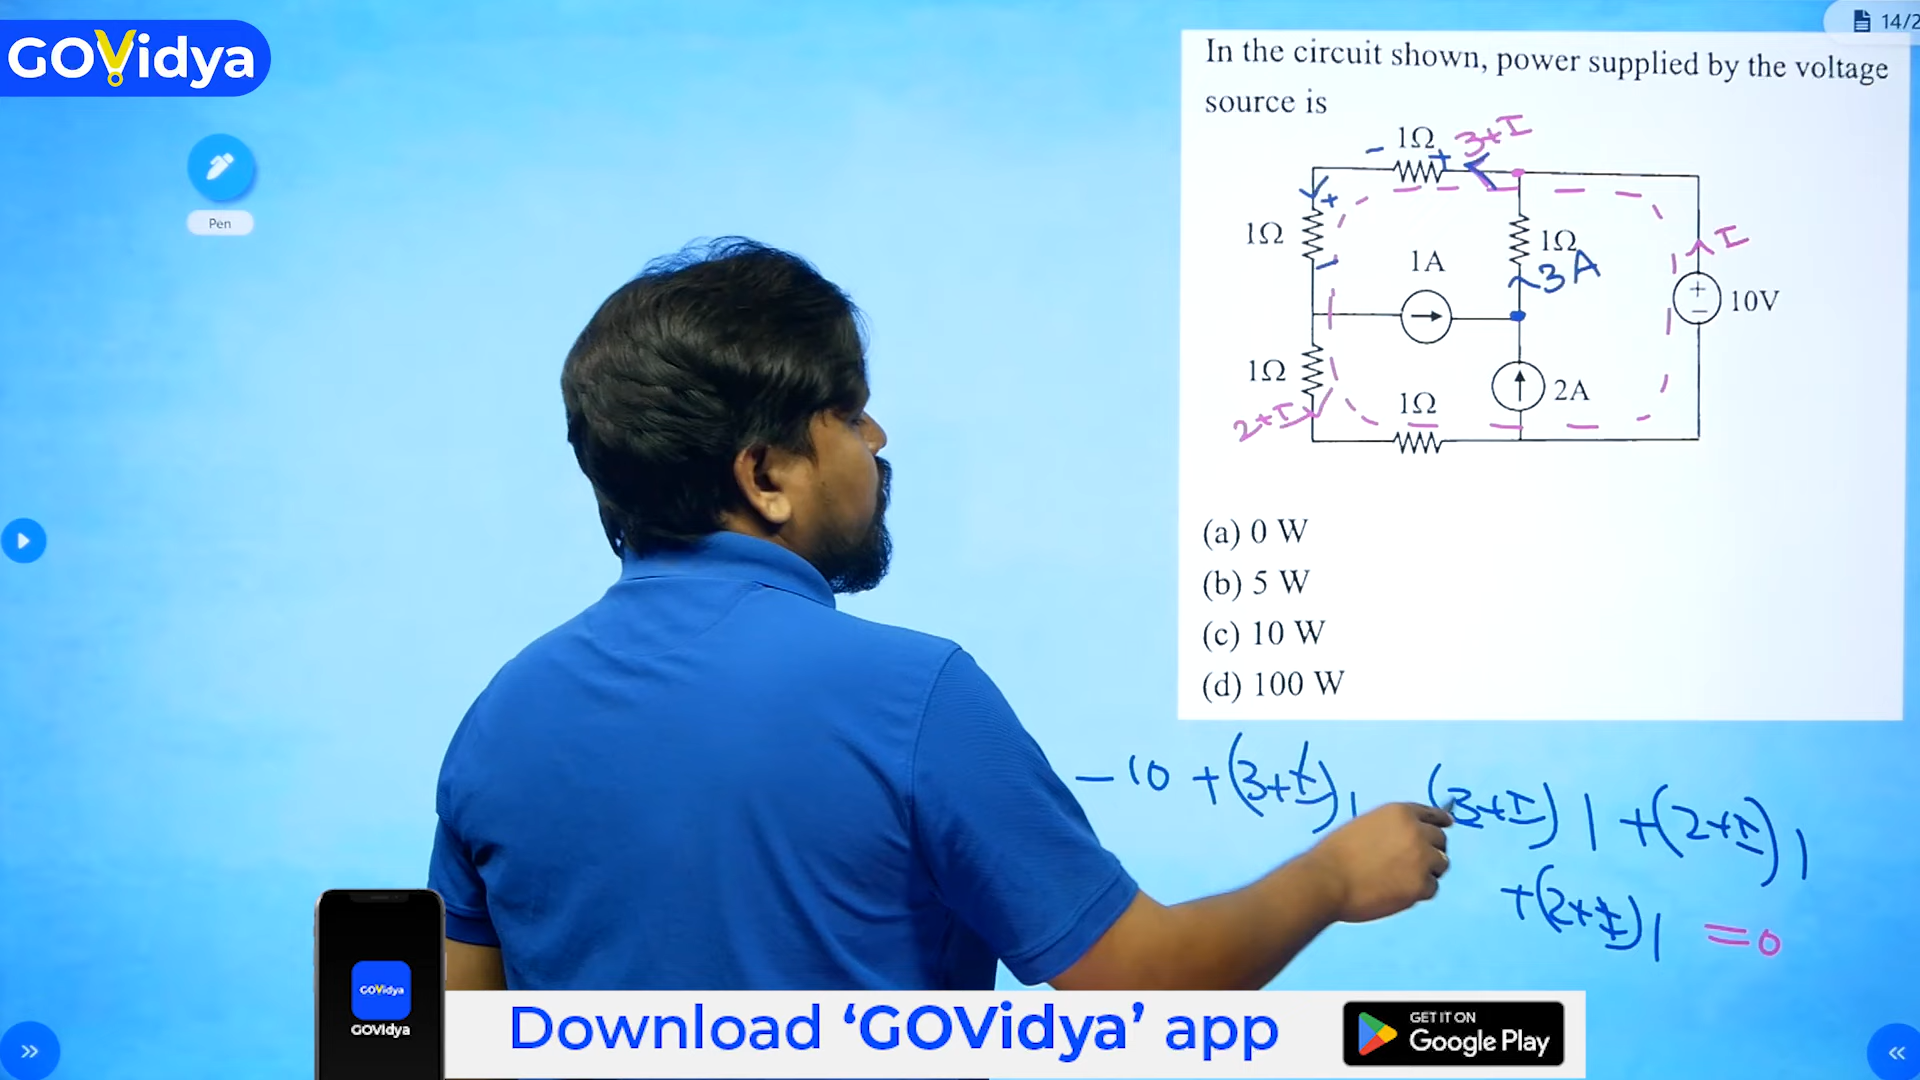 GOVidya
14/2
Pen
In the circuit shown, power supplied by the voltage
source is
1Ω
3+I
-
+
+
1Ω
-
1A
1Ω
3A
I
+
-
10V
1Ω
2+I
1Ω
2A
(a) 0 W
(b) 5 W
(c) 10 W
(d) 100 W
-10 +(3+I)1 (3+I)1 +(2+I)1
+(2+I)1 =0
GOVidya
GOVidya
Download ‘GOVidya’ app
GET IT ON
Google Play